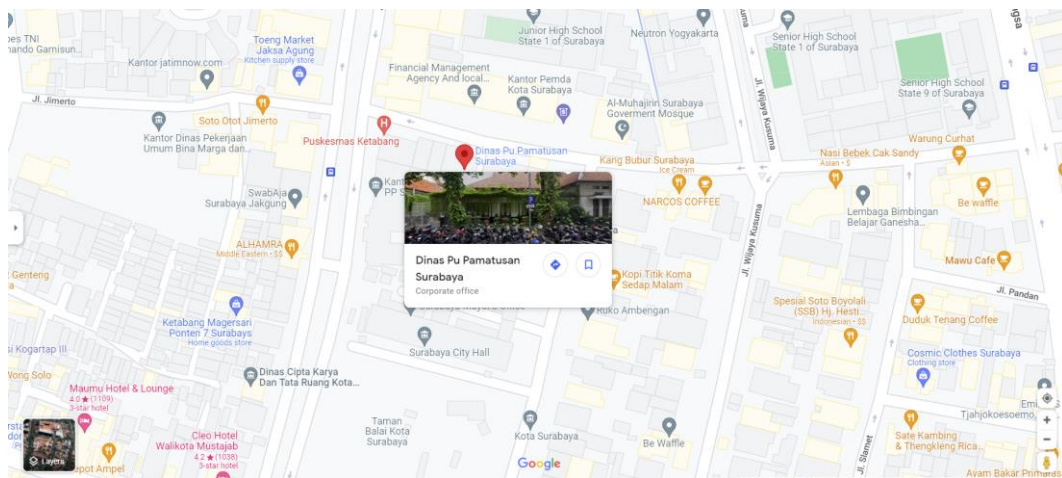 Toeng Market
Jaksa Agung
Kitchen supply store
Junior High School
State 1 of Surabaya
Neutron Yogyakarta
Senior High School
State 1 of Surabaya
Kantor jatimnow.com
Financial Management
Agency And local...
Kantor Pemda
Kota Surabaya
Senior High School
State 9 of Surabaya
Jl. Jimerto
Soto Otot Jimerto
Al-Muhajirin Surabaya
Goverment Mosque
Jl. Wijaya Kusuma
Kantor Dinas Pekerjaan
Umum Bina Marga dan...
Puskesmas Ketabang
Dinas Pu Pamatusan
Surabaya
Kang Bubur Surabaya
Ice Cream
Nasi Bebek Cak Sandy
Asian • $
Warung Curhat
SwabAja
Surabaya Jakgung
NARCOS COFFEE
Lembaga Bimbingan
Belajar Ganesha...
Be waffle
ALHAMRA
Middle Eastern • $$
Dinas Pu Pamatusan
Surabaya
Corporate office
Jl. Wijaya Kusuma
Mawu Cafe
Genteng
Kopi Titik Koma
Sedap Malam
Jl. Pandan
Ketabang Magersari
Ponten 7 Surabays
Home goods store
Ruko Ambengan
Spesial Soto Boyolali
(SSB) Hj. Hesti
Indonesian • $$
Duduk Tenang Coffee
si Kogartap III
Surabaya City Hall
Cosmic Clothes Surabaya
Clothing store
Wong Solo
Dinas Cipta Karya
Dan Tata Ruang Kota...
Maumu Hotel & Lounge
4.0 ★ (1109)
3-star hotel
Tjahjokoesoemo
Taman
Balai Kota
Surabaya
Cleo Hotel
Walikota Mustajab
4.2 ★ (1038)
3-star hotel
Kota Surabaya
Be Waffle
Jl. Slamet
Sate Kambing
& Thengkleng Rica...
Layers
pot Ampel
Google
Ayam Bakar Primaras